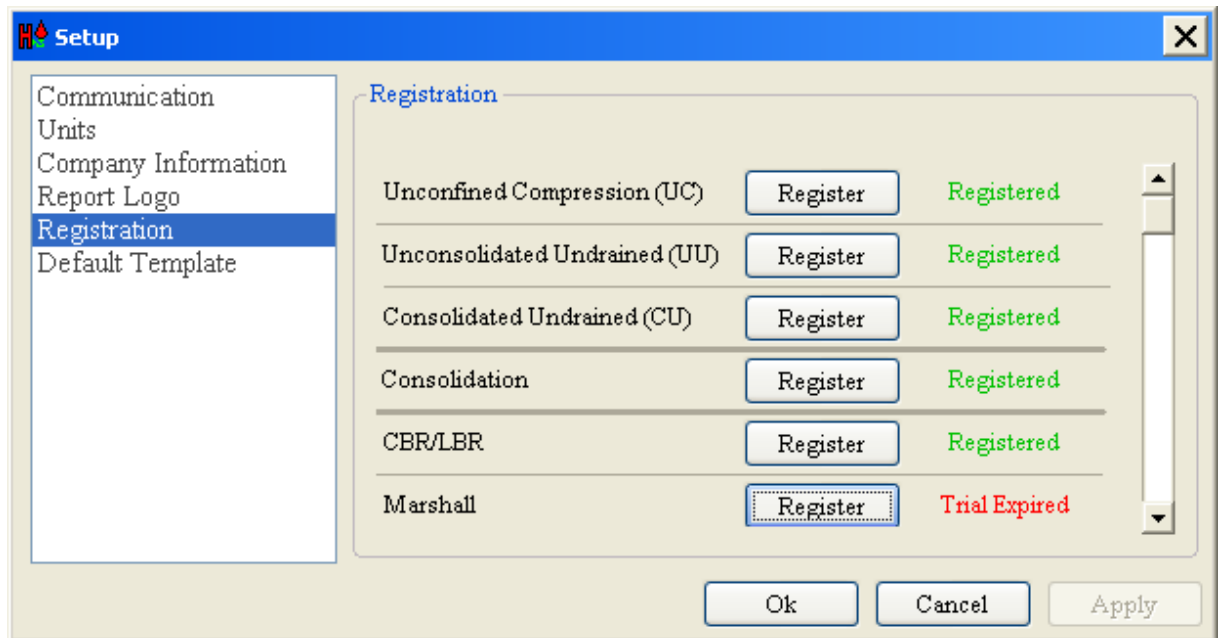 Setup
Communication
Units
Company Information
Report Logo
Registration
Default Template
Registration
Unconfined Compression (UC) Register Registered
Unconsolidated Undrained (UU) Register Registered
Consolidated Undrained (CU) Register Registered
Consolidation Register Registered
CBR/LBR Register Registered
Marshall Register Trial Expired
Ok Cancel Apply